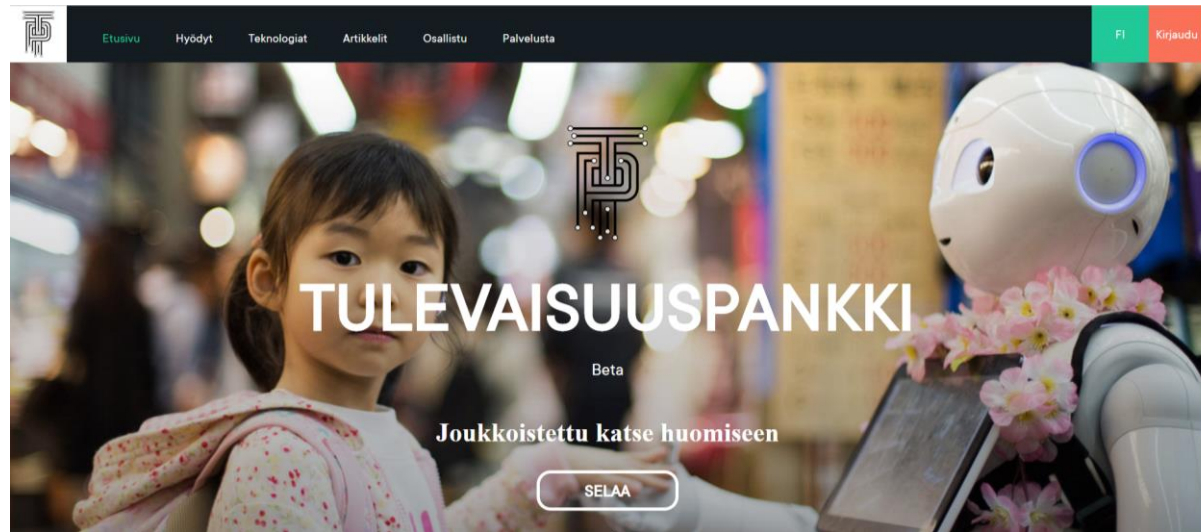 Etusivu Hyödyt Teknologiat Artikkelit Osallistu Palvelusta FI Kirjaudu
TULEVAISUUSPANKKI
Beta
Joukkoistettu katse huomiseen
SELAA